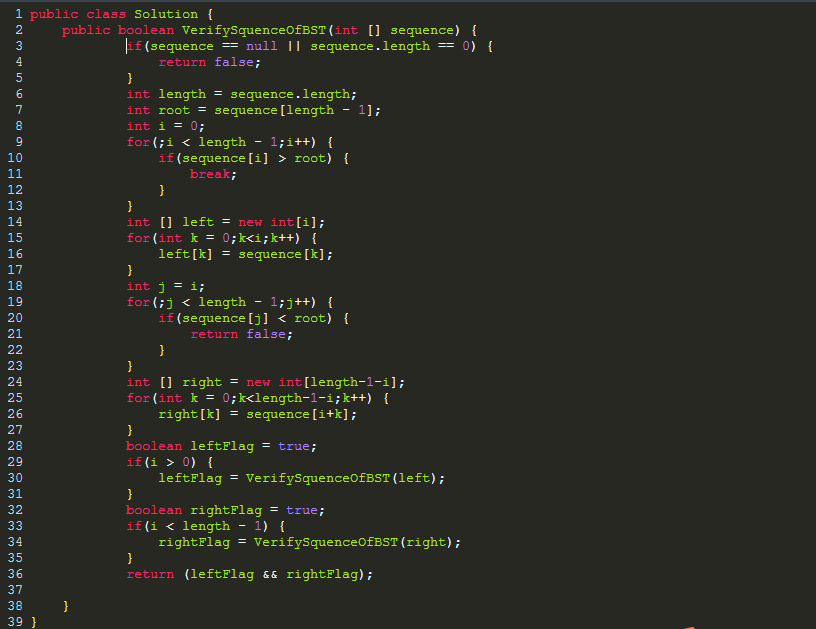 1 public class Solution {
2     public boolean VerifySquenceOfBST(int [] sequence) {
3             if(sequence == null || sequence.length == 0) {
4                 return false;
5             }
6             int length = sequence.length;
7             int root = sequence[length - 1];
8             int i = 0;
9             for(;i < length - 1;i++) {
10                 if(sequence[i] > root) {
11                     break;
12                 }
13             }
14             int [] left = new int[i];
15             for(int k = 0;k<i;k++) {
16                 left[k] = sequence[k];
17             }
18             int j = i;
19             for(;j < length - 1;j++) {
20                 if(sequence[j] < root) {
21                     return false;
22                 }
23             }
24             int [] right = new int[length-1-i];
25             for(int k = 0;k<length-1-i;k++) {
26                 right[k] = sequence[i+k];
27             }
28             boolean leftFlag = true;
29             if(i > 0) {
30                 leftFlag = VerifySquenceOfBST(left);
31             }
32             boolean rightFlag = true;
33             if(i < length - 1) {
34                 rightFlag = VerifySquenceOfBST(right);
35             }
36             return (leftFlag && rightFlag);
37
38     }
39 }